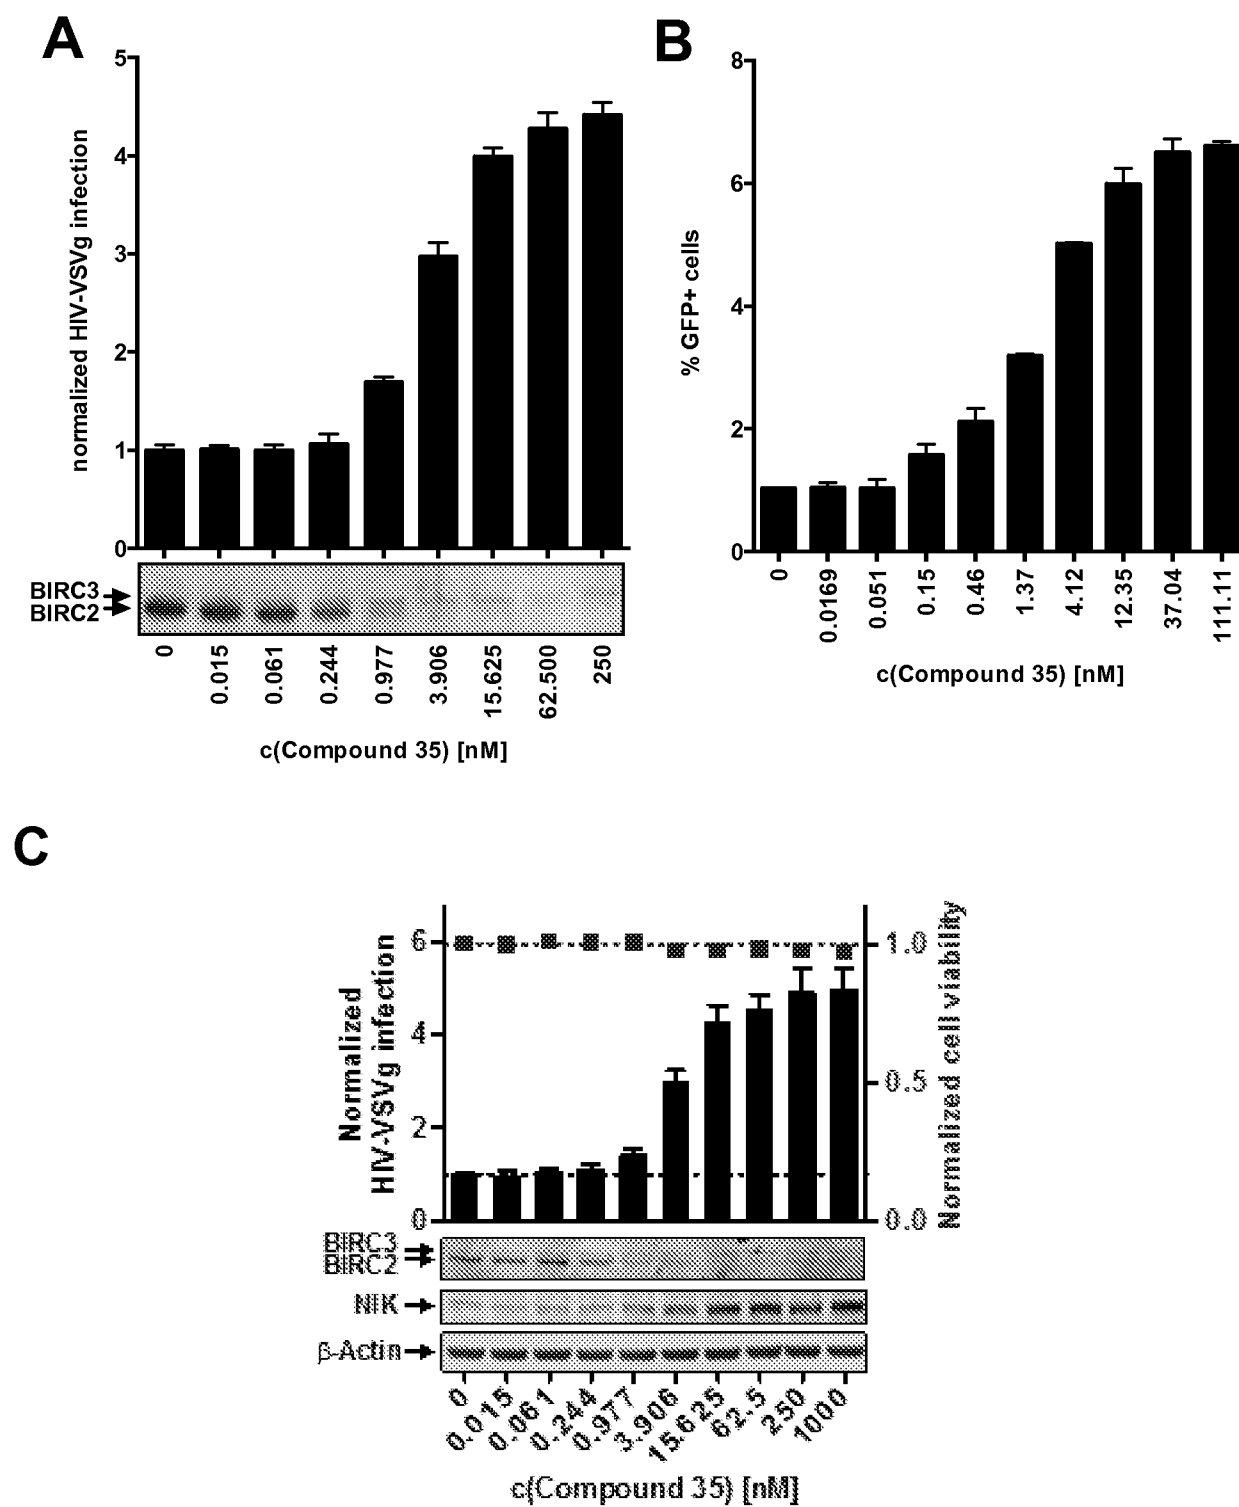 A
normalized HIV-VSVg infection
5
4
3
2
1
0
BIRC3
BIRC2
0
0.015
0.061
0.244
0.977
3.906
15.625
62.500
250
c(Compound 35) [nM]
B
% GFP+ cells
8
6
4
2
0
0
0.0169
0.051
0.15
0.46
1.37
4.12
12.35
37.04
111.11
c(Compound 35) [nM]
C
Normalized
HIV-VSVg infection
6
4
2
0
1.0
0.5
0.0
Normalized cell viability
BIRC3
BIRC2
NIK
β-Actin
0
0.015
0.061
0.244
0.977
3.906
15.625
62.5
250
1000
c(Compound 35) [nM]